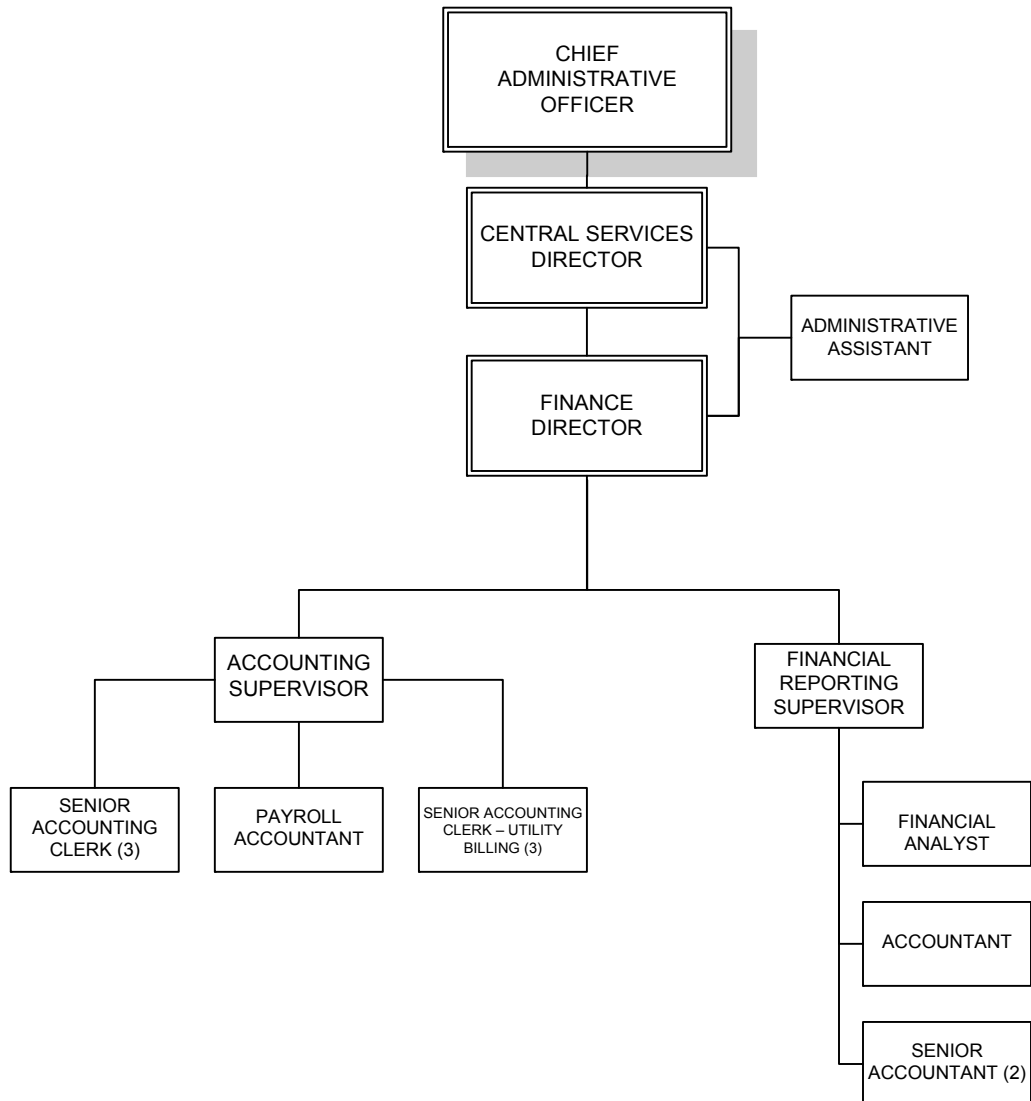 CHIEF
ADMINISTRATIVE
OFFICER
CENTRAL SERVICES
DIRECTOR
ADMINISTRATIVE
ASSISTANT
FINANCE
DIRECTOR
ACCOUNTING
SUPERVISOR
FINANCIAL
REPORTING
SUPERVISOR
SENIOR
ACCOUNTING
CLERK (3)
PAYROLL
ACCOUNTANT
SENIOR ACCOUNTING
CLERK – UTILITY
BILLING (3)
FINANCIAL
ANALYST
ACCOUNTANT
SENIOR
ACCOUNTANT (2)